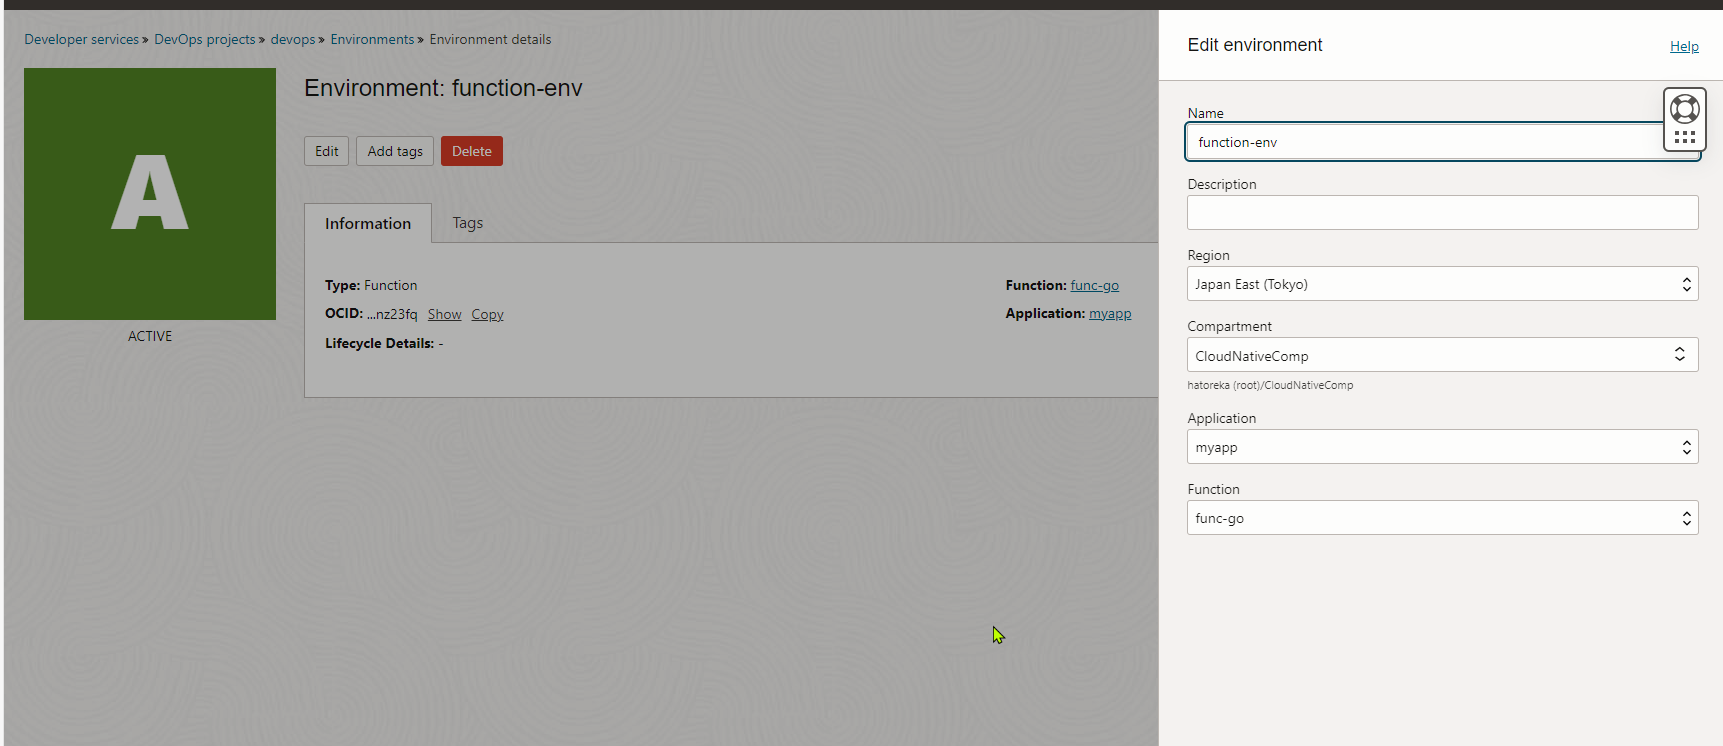 Developer services » DevOps projects » devops » Environments » Environment details
A
ACTIVE
Environment: function-env
Edit
Add tags
Delete
Information
Tags
Type: Function
OCID: ...nz23fq Show Copy
Lifecycle Details: -
Function: func-go
Application: myapp
Edit environment
Help
Name
function-env
Description
Region
Japan East (Tokyo)
Compartment
CloudNativeComp
hatoreka (root)/CloudNativeComp
Application
myapp
Function
func-go